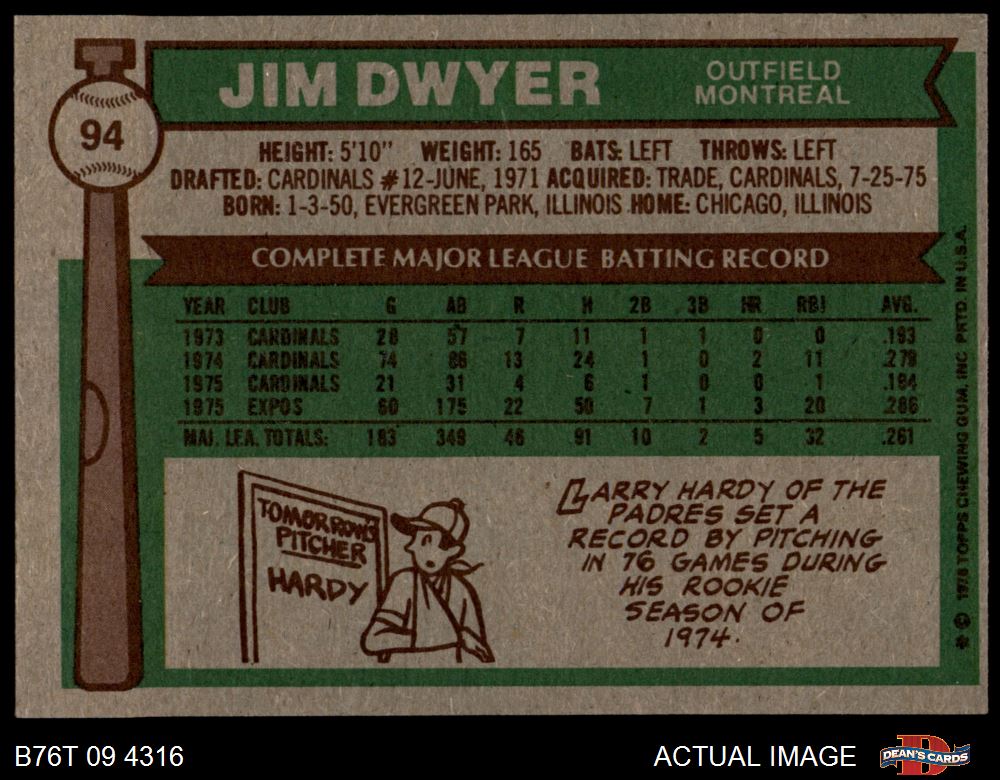 94
JIM DWYER
OUTFIELD
MONTREAL
HEIGHT: 5'10" WEIGHT: 165 BATS: LEFT THROWS: LEFT
DRAFTED: CARDINALS #12-JUNE, 1971 ACQUIRED: TRADE, CARDINALS, 7-25-75
BORN: 1-3-50, EVERGREEN PARK, ILLINOIS HOME: CHICAGO, ILLINOIS
COMPLETE MAJOR LEAGUE BATTING RECORD
YEAR CLUB G AB R H 2B 3B HR RBI AVG.
1973 CARDINALS 28 57 7 11 1 1 0 0 .193
1974 CARDINALS 74 86 13 24 1 0 2 11 .279
1975 CARDINALS 21 31 4 6 1 0 0 1 .194
1975 EXPOS 60 175 22 50 7 1 3 20 .286
MAJ. LEA. TOTALS: 183 349 46 91 10 2 5 32 .261
TOMORROW'S
PITCHER
HARDY
LARRY HARDY OF THE
PADRES SET A
RECORD BY PITCHING
IN 76 GAMES DURING
HIS ROOKIE
SEASON OF
1974.
* © 1976 TOPPS CHEWING GUM, INC. PRTD. IN U.S.A.
B76T 09 4316
ACTUAL IMAGE
DEAN'S CARDS